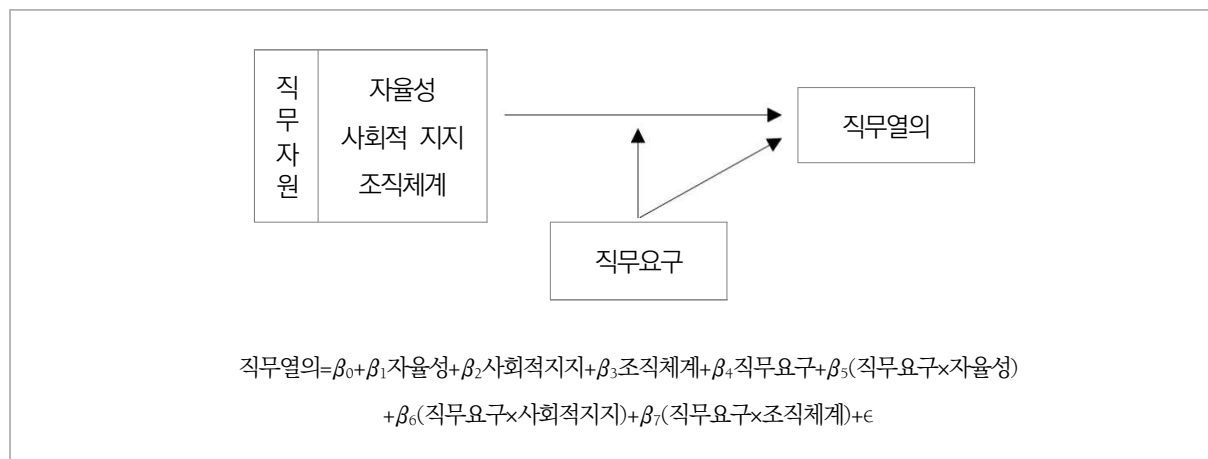 직무자원
자율성
사회적 지지
조직체계
직무열의
직무요구
직무열의=β₀+β₁자율성+β₂사회적지지+β₃조직체계+β₄직무요구+β₅(직무요구×자율성)
+β₆(직무요구×사회적지지)+β₇(직무요구×조직체계)+ϵ